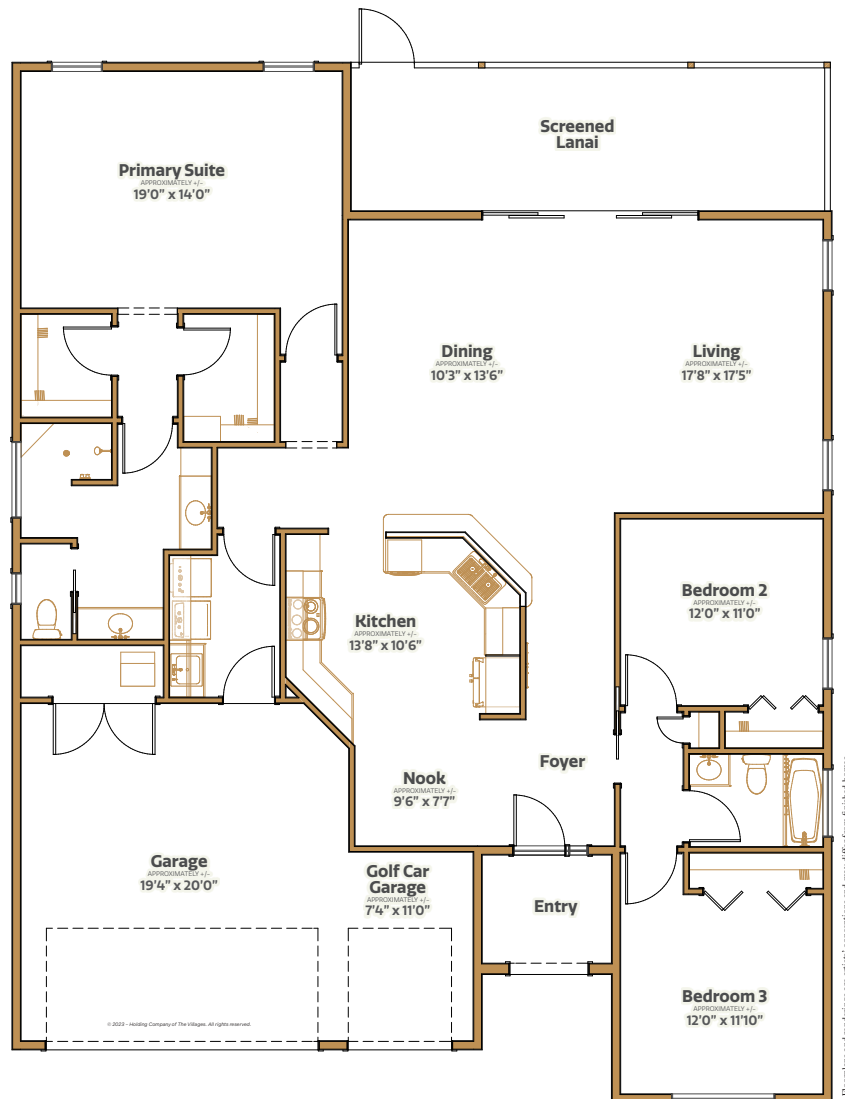 Screened
Lanai
Primary Suite
APPROXIMATELY +/-
19'0" x 14'0"
Dining
APPROXIMATELY +/-
10'3" x 13'6"
Living
APPROXIMATELY +/-
17'8" x 17'5"
Bedroom 2
APPROXIMATELY +/-
12'0" x 11'0"
Kitchen
APPROXIMATELY +/-
13'8" x 10'6"
Foyer
Nook
APPROXIMATELY +/-
9'6" x 7'7"
Garage
APPROXIMATELY +/-
19'4" x 20'0"
Golf Car
Garage
APPROXIMATELY +/-
7'4" x 11'0"
Entry
Bedroom 3
APPROXIMATELY +/-
12'0" x 11'10"
© 2023 – Holding Company of The Villages. All rights reserved.